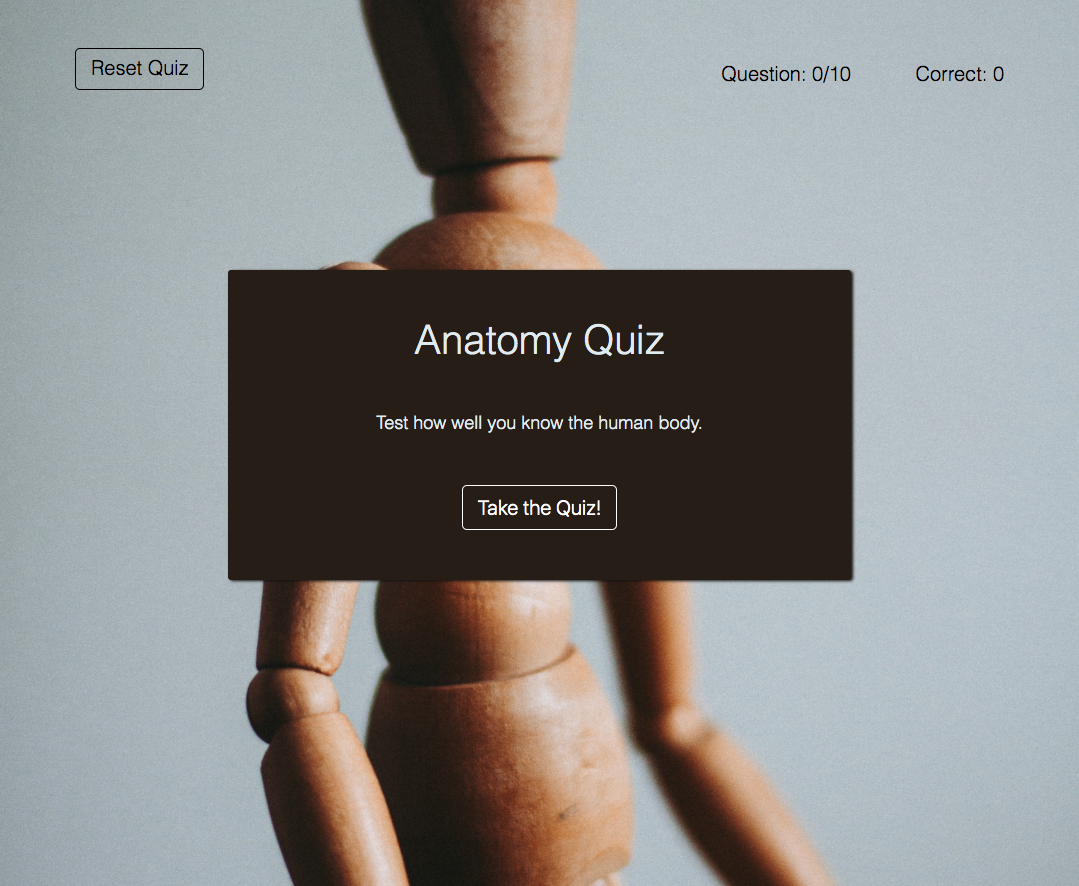 Reset Quiz
Question: 0/10
Correct: 0
Anatomy Quiz
Test how well you know the human body.
Take the Quiz!